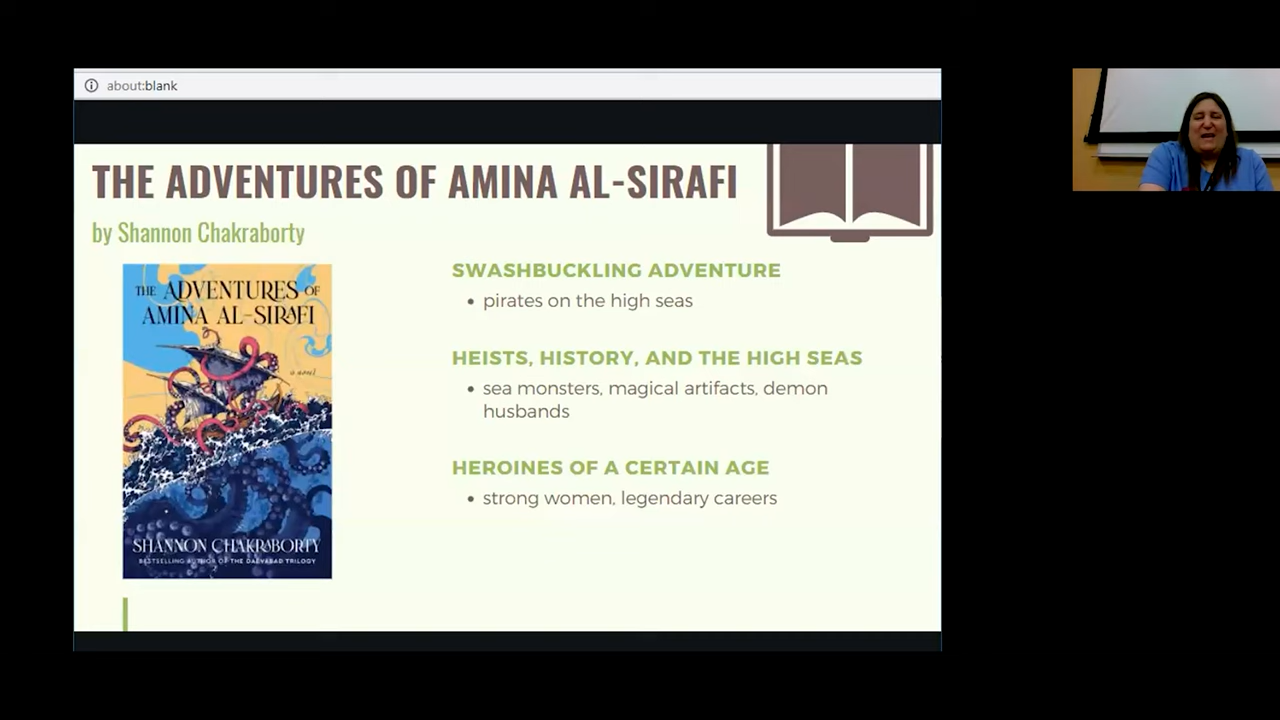 about:blank
THE ADVENTURES OF AMINA AL-SIRAFI
by Shannon Chakraborty
THE ADVENTURES OF
AMINA AL-SIRAFI
a novel
SHANNON CHAKRABORTY
BESTSELLING AUTHOR OF THE DAEVABAD TRILOGY
SWASHBUCKLING ADVENTURE
• pirates on the high seas
HEISTS, HISTORY, AND THE HIGH SEAS
• sea monsters, magical artifacts, demon
husbands
HEROINES OF A CERTAIN AGE
• strong women, legendary careers